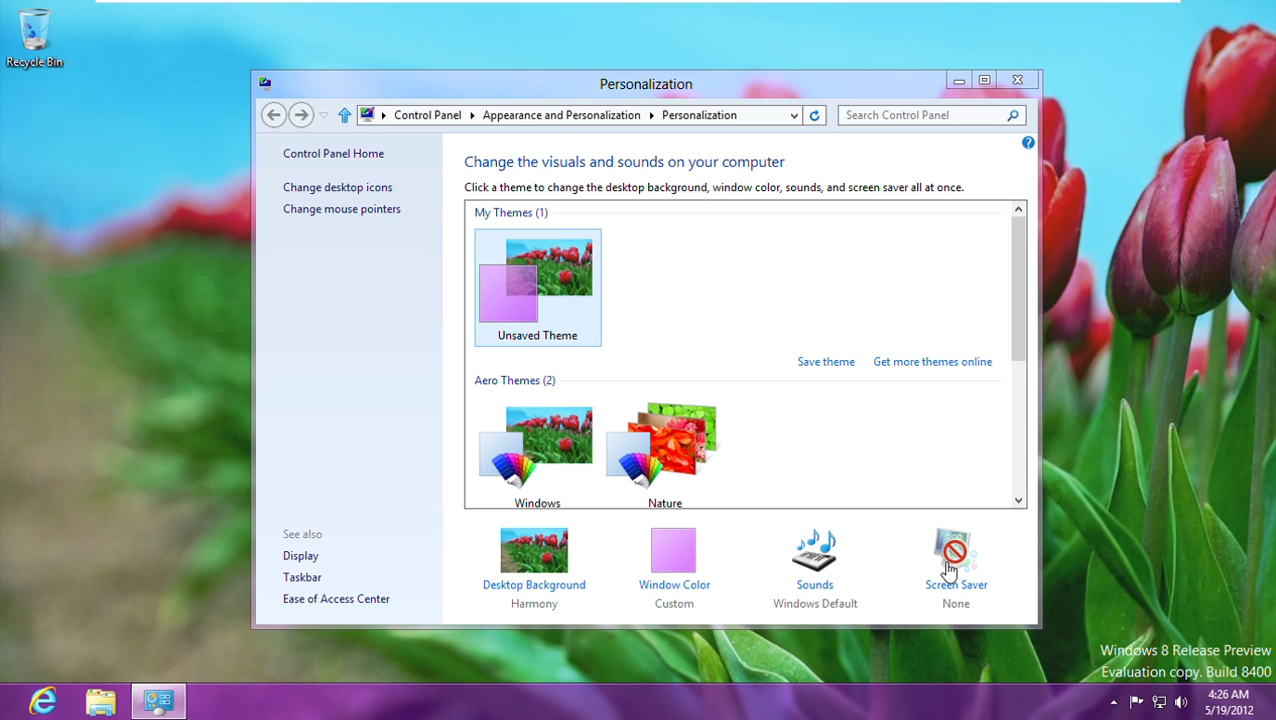 Recycle Bin
Personalization
Control Panel
Appearance and Personalization
Personalization
Search Control Panel
Control Panel Home
Change desktop icons
Change mouse pointers
See also
Display
Taskbar
Ease of Access Center
Change the visuals and sounds on your computer
Click a theme to change the desktop background, window color, sounds, and screen saver all at once.
My Themes (1)
Unsaved Theme
Save theme
Get more themes online
Aero Themes (2)
Windows
Nature
Desktop Background
Harmony
Window Color
Custom
Sounds
Windows Default
Screen Saver
None
Windows 8 Release Preview
Evaluation copy. Build 8400
4:26 AM
5/19/2012